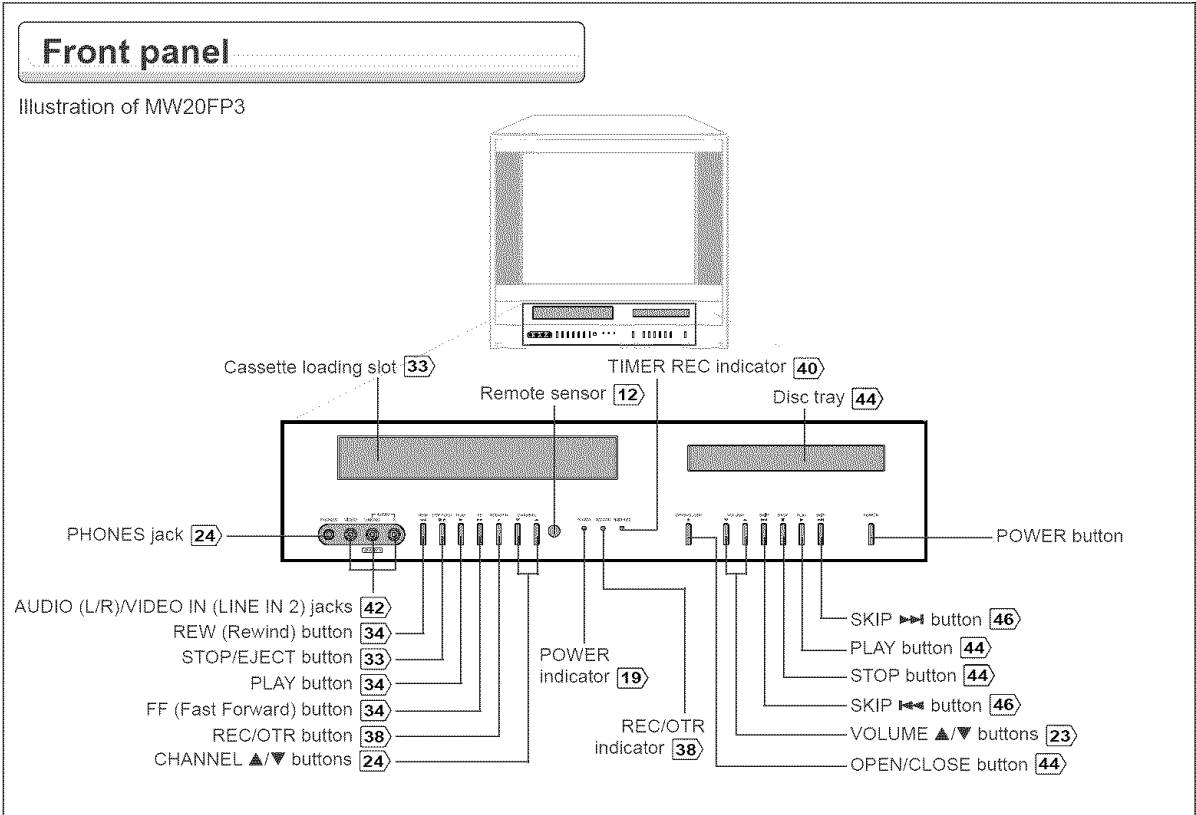 Front panel
Illustration of MW20FP3
Cassette loading slot 33
TIMER REC indicator 40
Remote sensor 12
Disc tray 44
PHONES jack 24
POWER button
AUDIO (L/R)/VIDEO IN (LINE IN 2) jacks 42
REW (Rewind) button 34
STOP/EJECT button 33
PLAY button 34
FF (Fast Forward) button 34
REC/OTR button 38
CHANNEL ▲/▼ buttons 24
POWER
indicator 19
REC/OTR
indicator 38
SKIP ►►I button 46
PLAY button 44
STOP button 44
SKIP I◄◄ button 46
VOLUME ▲/▼ buttons 23
OPEN/CLOSE button 44